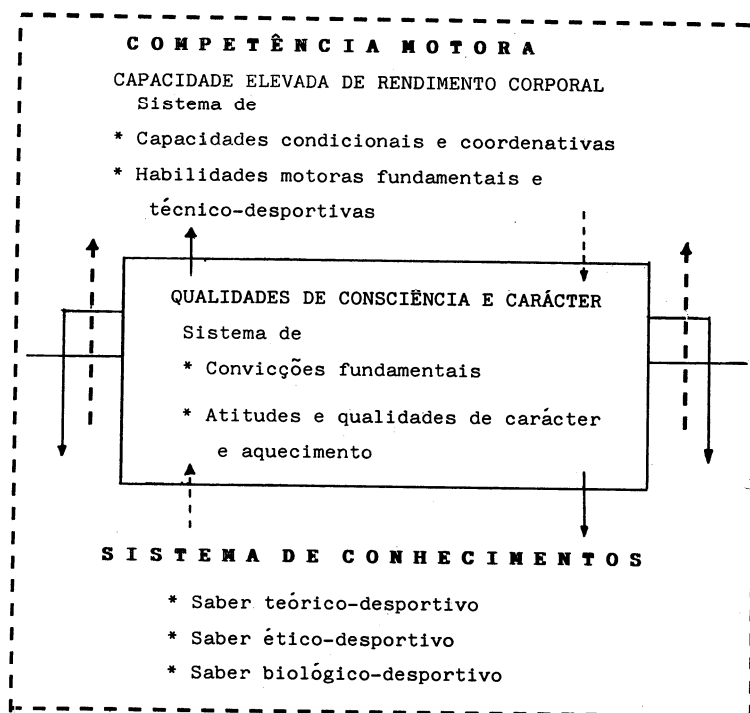 COMPETÊNCIA MOTORA
CAPACIDADE ELEVADA DE RENDIMENTO CORPORAL
Sistema de
* Capacidades condicionais e coordenativas
* Habilidades motoras fundamentais e
técnico-desportivas
QUALIDADES DE CONSCIÊNCIA E CARÁCTER
Sistema de
* Convicções fundamentais
* Atitudes e qualidades de carácter
e aquecimento
SISTEMA DE CONHECIMENTOS
* Saber teórico-desportivo
* Saber ético-desportivo
* Saber biológico-desportivo